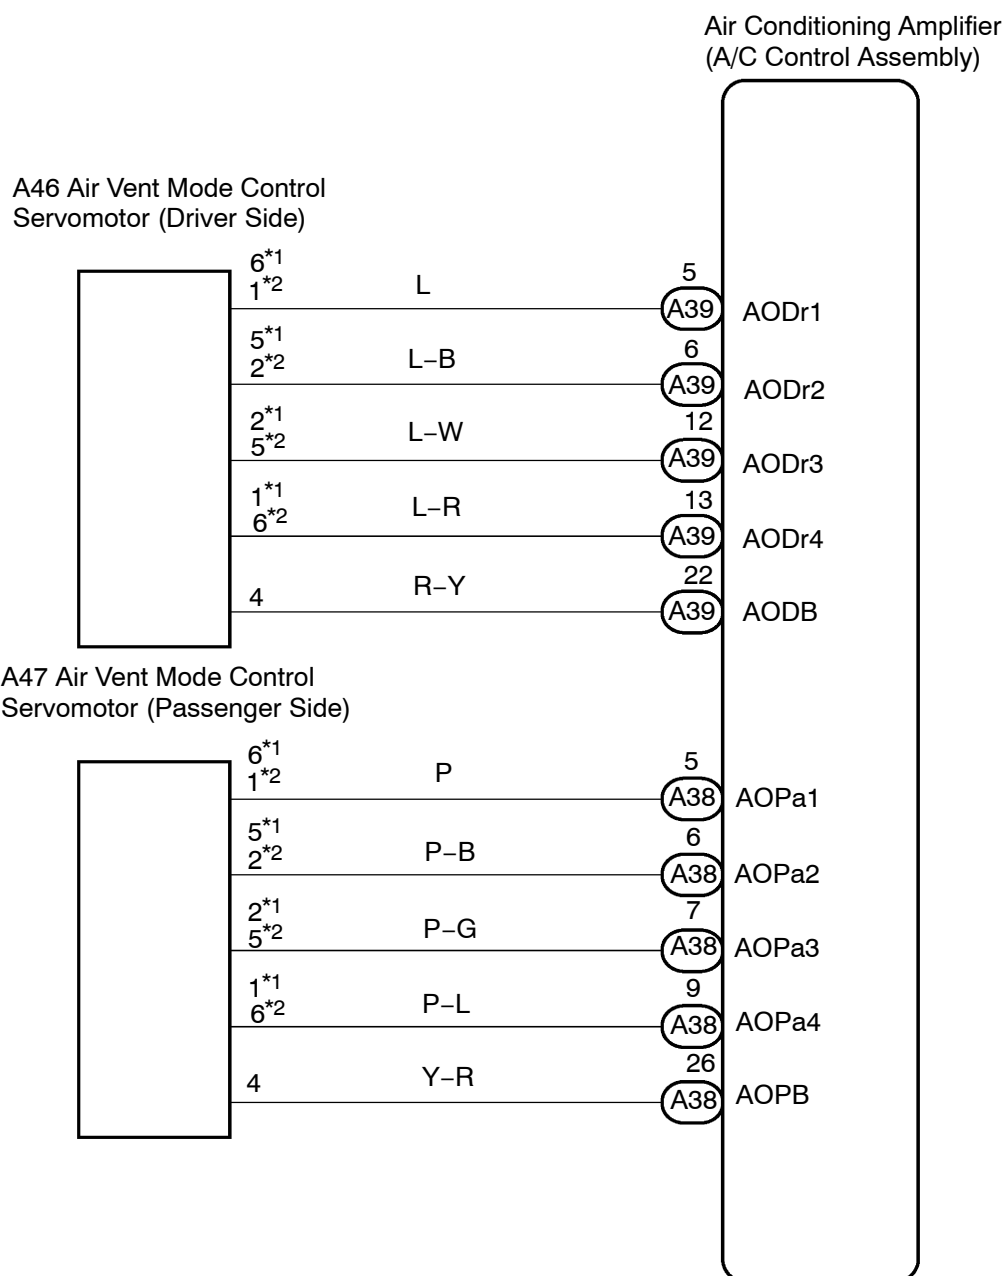 Air Conditioning Amplifier
(A/C Control Assembly)
A46 Air Vent Mode Control
Servomotor (Driver Side)
6*1
1*2
L
5
A39
AODr1
5*1
2*2
L–B
6
A39
AODr2
2*1
5*2
L–W
12
A39
AODr3
1*1
6*2
L–R
13
A39
AODr4
4
R–Y
22
A39
AODB
A47 Air Vent Mode Control
Servomotor (Passenger Side)
6*1
1*2
P
5
A38
AOPa1
5*1
2*2
P–B
6
A38
AOPa2
2*1
5*2
P–G
7
A38
AOPa3
1*1
6*2
P–L
9
A38
AOPa4
4
Y–R
26
A38
AOPB